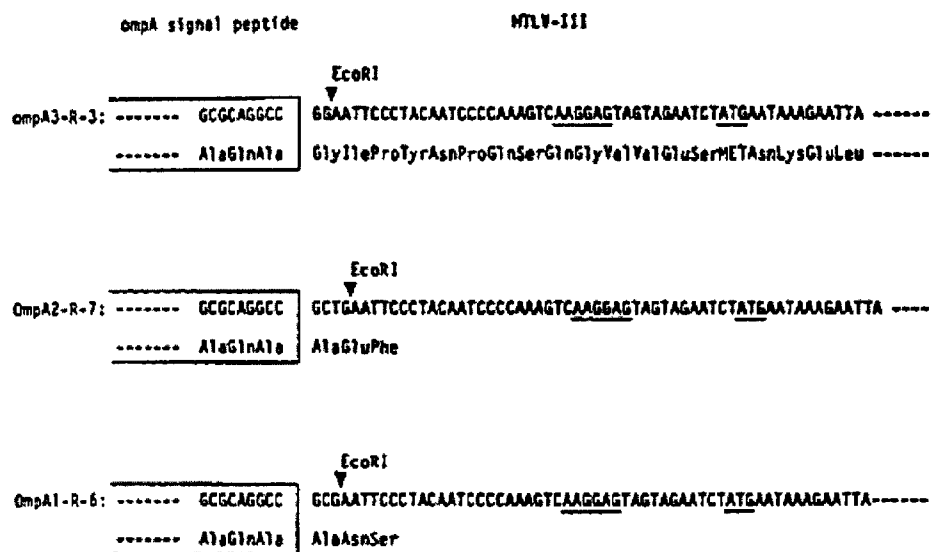 ompA signal peptide HTLV-III
EcoRI
ompA3-R-3: ------- GCGCAGGCC GGAATTCCCTACAATCCCCAAAGTCAAGGAGTAGTAGAATCTATGAATAAAGAATTA ------
------- AlaGlnAla GlyIleProTyrAsnProGlnSerGlnGlyValValGluSerMETAsnLysGluLeu ------
EcoRI
OmpA2-R-7: ------- GCGCAGGCC GCTGAATTCCCTACAATCCCCAAAGTCAAGGAGTAGTAGAATCTATGAATAAAGAATTA ----
------- AlaGlnAla AlaGluPhe
EcoRI
OmpA1-R-6: ------- GCGCAGGCC GCGAATTCCCTACAATCCCCAAAGTCAAGGAGTAGTAGAATCTATGAATAAAGAATTA------
------- AlaGlnAla AlaAsnSer